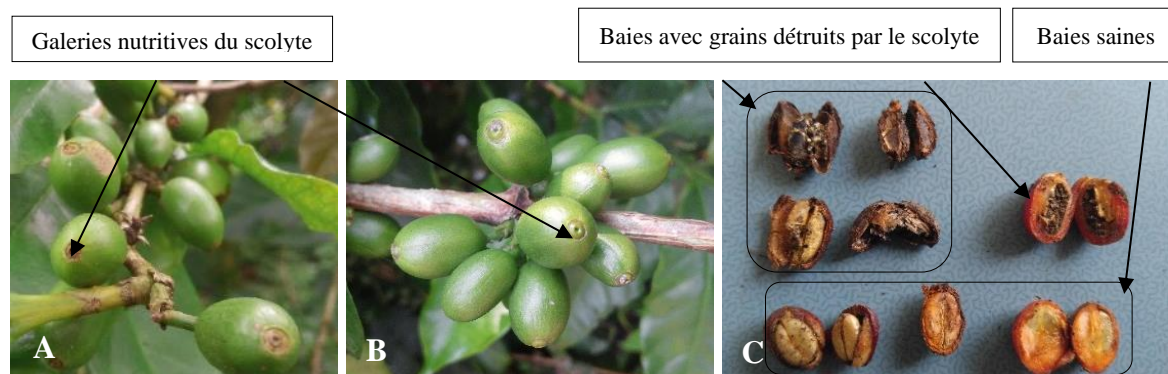 Galeries nutritives du scolyte
Baies avec grains détruits par le scolyte
Baies saines
A
B
C